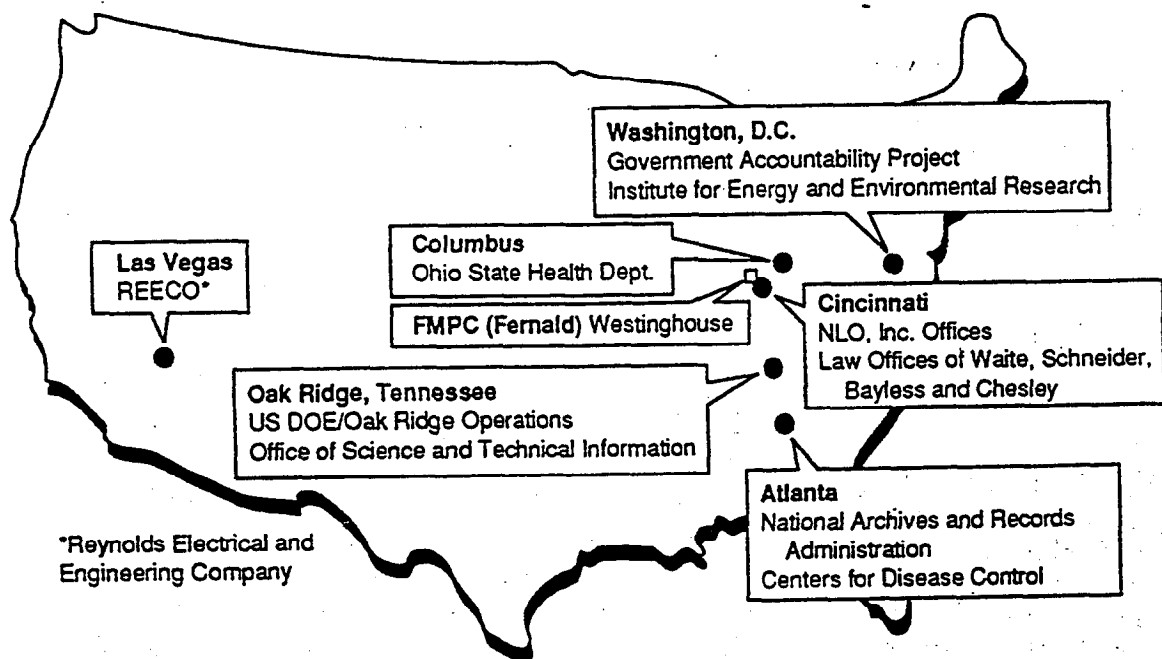 Washington, D.C.
Government Accountability Project
Institute for Energy and Environmental Research
Columbus
Ohio State Health Dept.
Las Vegas
REECO*
FMPC (Fernald) Westinghouse
Cincinnati
NLO, Inc. Offices
Law Offices of Waite, Schneider,
Bayless and Chesley
Oak Ridge, Tennessee
US DOE/Oak Ridge Operations
Office of Science and Technical Information
Atlanta
National Archives and Records
Administration
Centers for Disease Control
*Reynolds Electrical and
Engineering Company